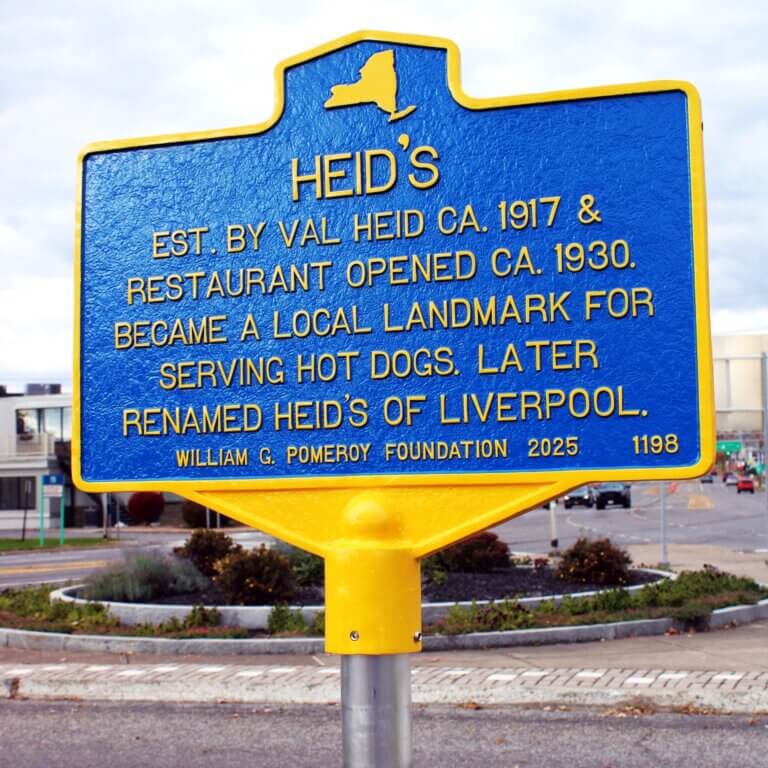 HEID'S
EST. BY VAL HEID CA. 1917 &
RESTAURANT OPENED CA. 1930.
BECAME A LOCAL LANDMARK FOR
SERVING HOT DOGS. LATER
RENAMED HEID'S OF LIVERPOOL.
WILLIAM G. POMEROY FOUNDATION 2025 1198